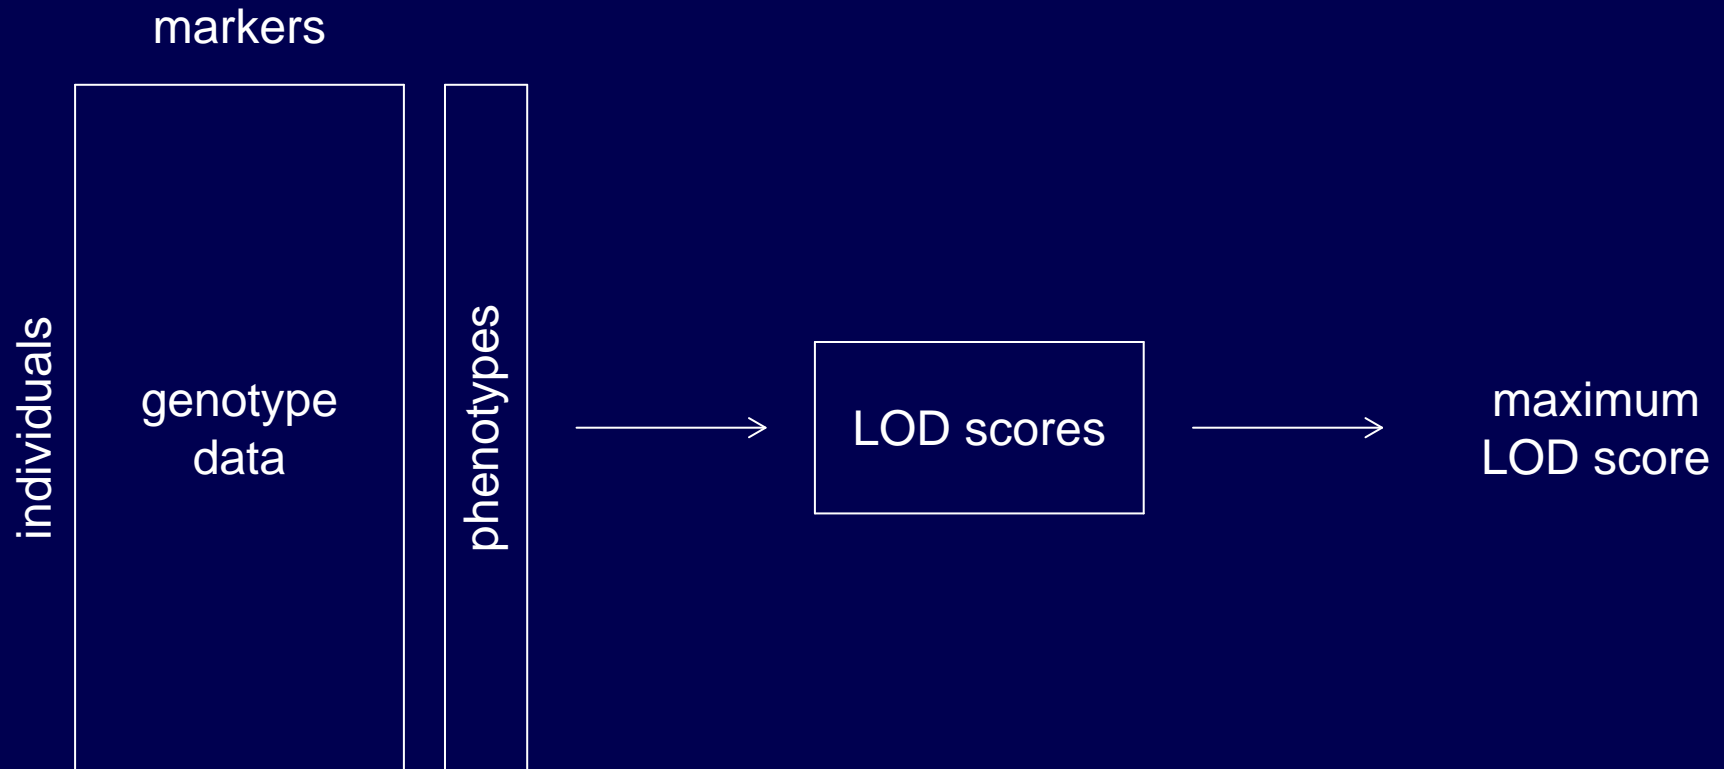 markers
individuals
genotype
data
phenotypes
LOD scores
maximum
LOD score